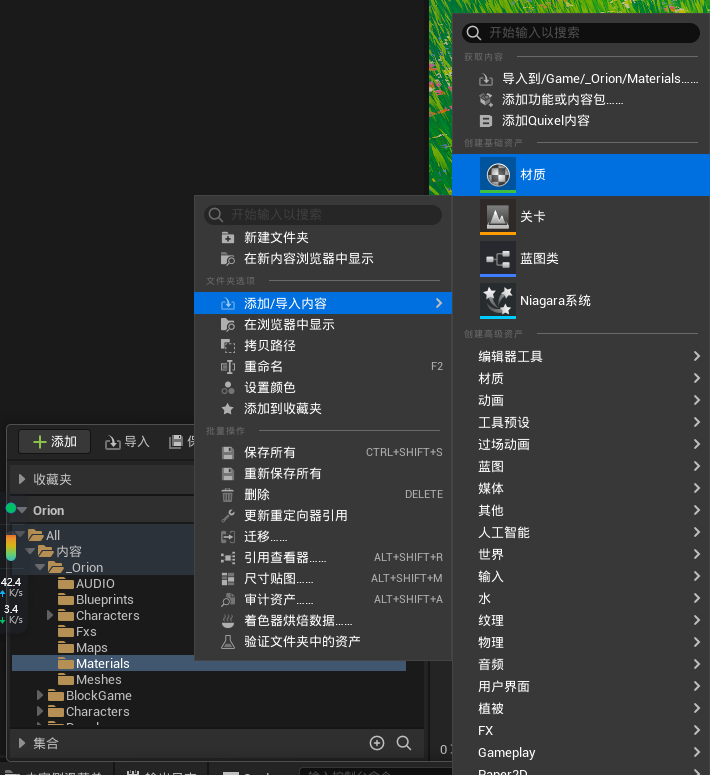 开始输入以搜索
获取内容
导入到/Game/_Orion/Materials……
添加功能或内容包……
添加Quixel内容
创建基础资产
材质
关卡
蓝图类
Niagara系统
创建高级资产
编辑器工具
材质
动画
工具预设
过场动画
蓝图
媒体
其他
人工智能
世界
输入
水
纹理
物理
音频
用户界面
植被
FX
Gameplay
Paper2D
开始输入以搜索
新建文件夹
在新内容浏览器中显示
文件夹选项
添加/导入内容
在浏览器中显示
拷贝路径
重命名 F2
设置颜色
添加到收藏夹
批量操作
保存所有 CTRL+SHIFT+S
重新保存所有
删除 DELETE
更新重定向器引用
迁移……
引用查看器…… ALT+SHIFT+R
尺寸贴图…… ALT+SHIFT+M
审计资产…… ALT+SHIFT+A
着色器烘焙数据……
验证文件夹中的资产
添加 导入
收藏夹
Orion
All
内容
_Orion
AUDIO
Blueprints
Characters
Fxs
Maps
Materials
Meshes
BlockGame
Characters
集合
42.4
K/s
3.4
K/s